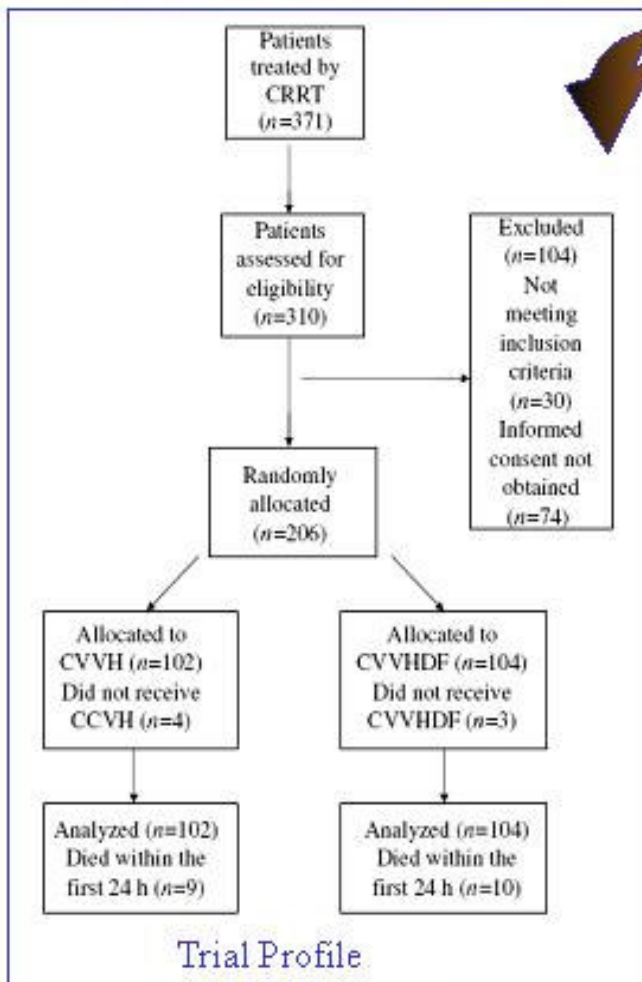 Patients
treated by
CRRT
(n=371)
Patients
assessed for
eligibility
(n=310)
Excluded
(n=104)
Not
meeting
inclusion
criteria
(n=30)
Informed
consent not
obtained
(n=74)
Randomly
allocated
(n=206)
Allocated to
CVVH (n=102)
Did not receive
CCVH (n=4)
Allocated to
CVVHDF (n=104)
Did not receive
CVVHDF (n=3)
Analyzed (n=102)
Died within the
first 24 h (n=9)
Analyzed (n=104)
Died within the
first 24 h (n=10)
Trial Profile